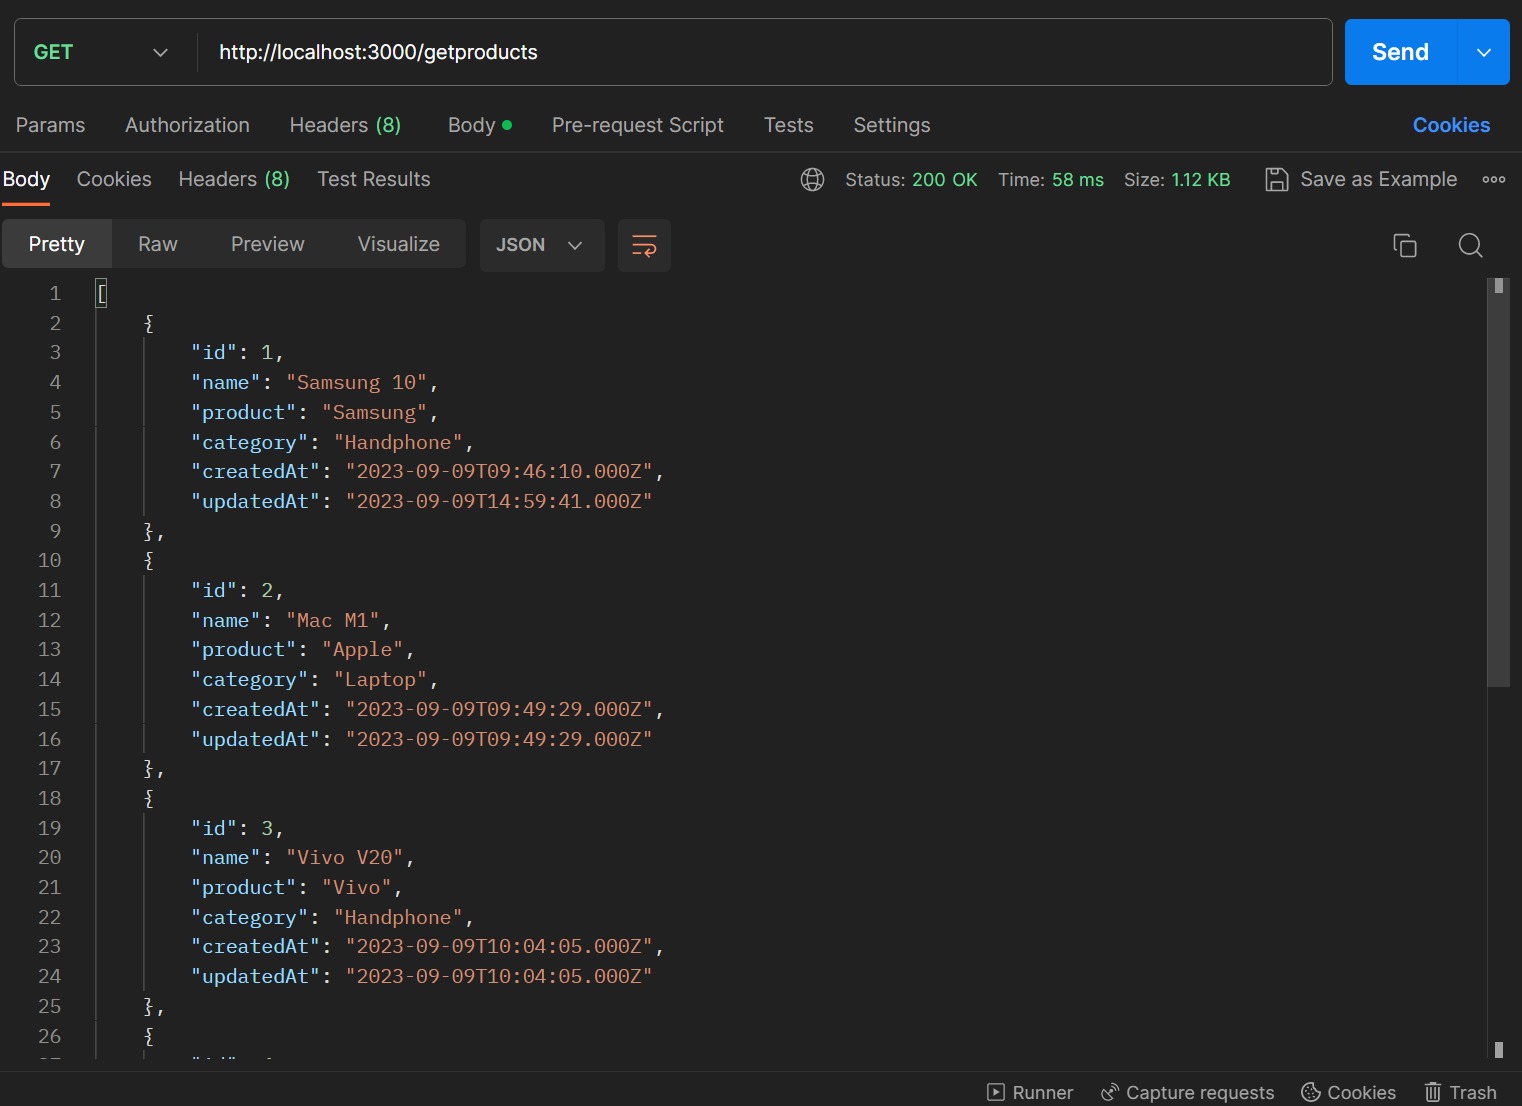 GET http://localhost:3000/getproducts Send
Params Authorization Headers (8) Body Pre-request Script Tests Settings Cookies
Body Cookies Headers (8) Test Results Status: 200 OK Time: 58 ms Size: 1.12 KB Save as Example
Pretty Raw Preview Visualize JSON
1 [
2 {
3 "id": 1,
4 "name": "Samsung 10",
5 "product": "Samsung",
6 "category": "Handphone",
7 "createdAt": "2023-09-09T09:46:10.000Z",
8 "updatedAt": "2023-09-09T14:59:41.000Z"
9 },
10 {
11 "id": 2,
12 "name": "Mac M1",
13 "product": "Apple",
14 "category": "Laptop",
15 "createdAt": "2023-09-09T09:49:29.000Z",
16 "updatedAt": "2023-09-09T09:49:29.000Z"
17 },
18 {
19 "id": 3,
20 "name": "Vivo V20",
21 "product": "Vivo",
22 "category": "Handphone",
23 "createdAt": "2023-09-09T10:04:05.000Z",
24 "updatedAt": "2023-09-09T10:04:05.000Z"
25 },
26 {
Runner Capture requests Cookies Trash